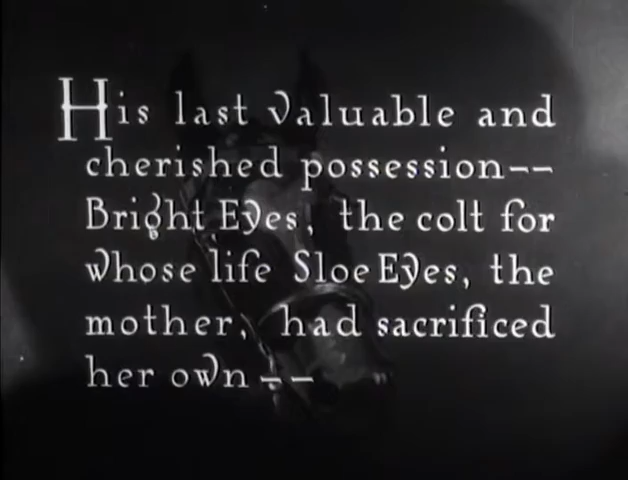 His last valuable and
cherished possession--
Bright Eyes, the colt for
whose life Sloe Eyes, the
mother, had sacrificed
her own--